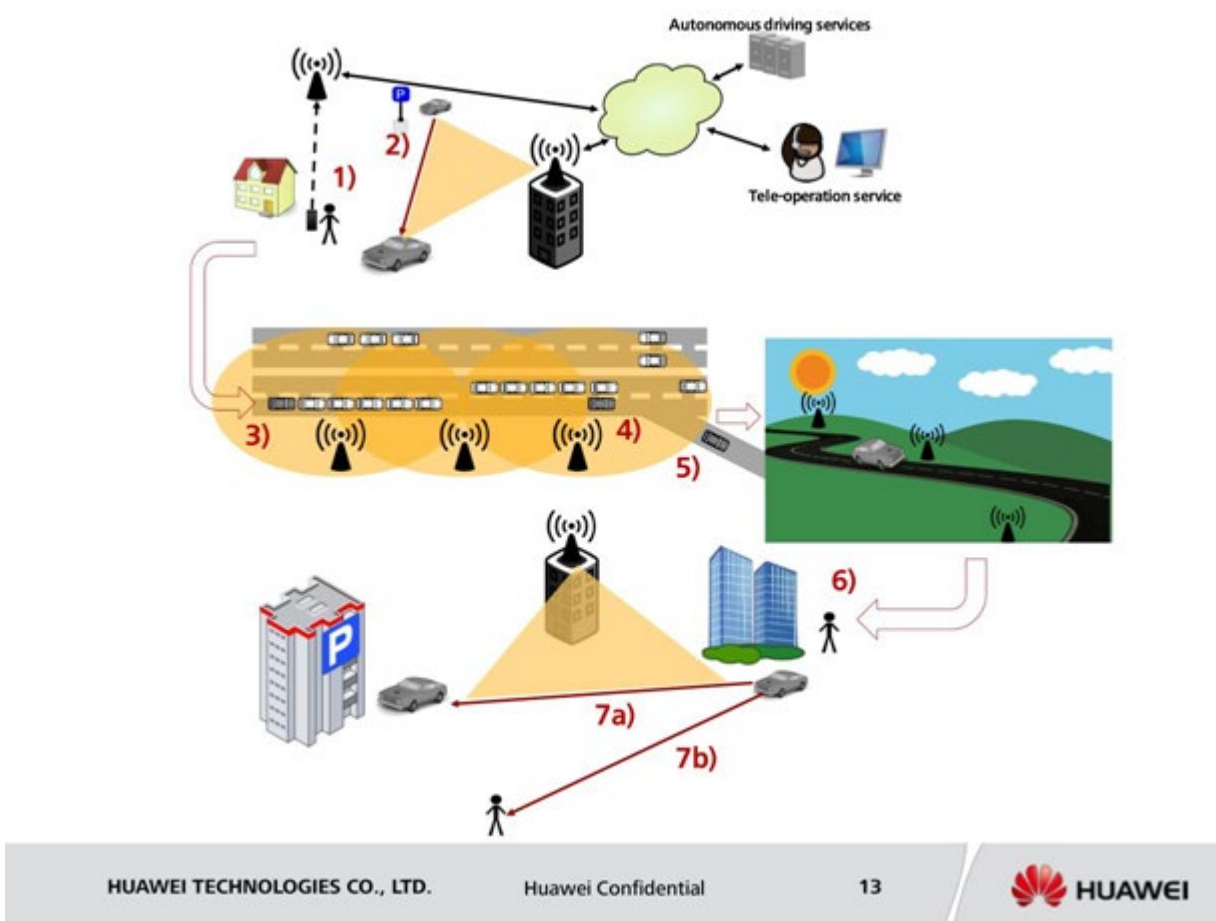 Autonomous driving services
P
2)
1)
Tele-operation service
3)
4)
5)
6)
P
7a)
7b)
HUAWEI TECHNOLOGIES CO., LTD.
Huawei Confidential
13
HUAWEI